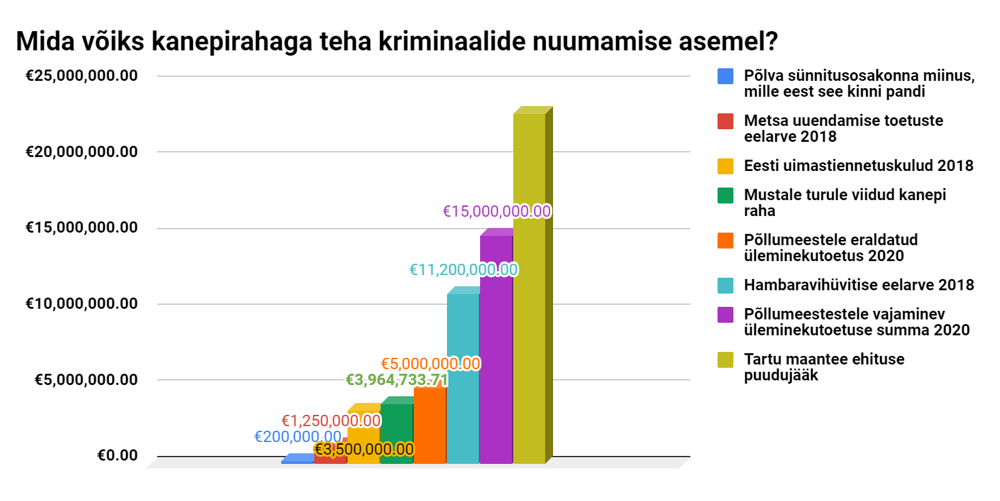 Mida võiks kanepirahaga teha kriminaalide nuumamise asemel?
€25,000,000.00
€20,000,000.00
€15,000,000.00
€10,000,000.00
€5,000,000.00
€0.00
€200,000.00
€1,250,000.00
€3,500,000.00
€3,964,733.71
€5,000,000.00
€11,200,000.00
€15,000,000.00
Põlva sünnitusosakonna miinus,
mille eest see kinni pandi
Metsa uuendamise toetuste
eelarve 2018
Eesti uimastiennetuskulud 2018
Mustale turule viidud kanepi
raha
Põllumeestele eraldatud
üleminekutoetus 2020
Hambaravihüvitise eelarve 2018
Põllumeestestele vajaminev
üleminekutoetuse summa 2020
Tartu maantee ehituse
puudujääk